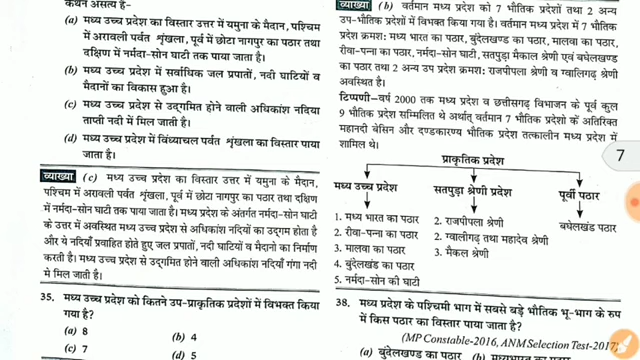 कथन असत्य है-
(a) मध्य उच्च प्रदेश का विस्तार उत्तर में यमुना के मैदान, पश्चिम
में अरावली पर्वत शृंखला, पूर्व में छोटा नागपुर का पठार तथा
दक्षिण में नर्मदा-सोन घाटी तक पाया जाता है।
(b) मध्य उच्च प्रदेश में सर्वाधिक जल प्रपातों, नदी घाटियों व
मैदानों का विकास हुआ है।
(c) मध्य उच्च प्रदेश से उद्गमित होने वाली अधिकांश नदिया
ताप्ती नदी में मिल जाती है।
(d) मध्य उच्च प्रदेश में विंध्याचल पर्वत शृंखला का विस्तार पाया
जाता है।
व्याख्या (c) मध्य उच्च प्रदेश का विस्तार उत्तर में यमुना के मैदान,
पश्चिम में अरावली पर्वत शृंखला, पूर्व में छोटा नागपुर का पठार तथा दक्षिण
में नर्मदा-सोन घाटी तक पाया जाता है। मध्य प्रदेश के अंतर्गत नर्मदा-सोन घाटी
के उत्तर में अवस्थित मध्य उच्च प्रदेश से अधिकांश नदियों का उद्गम होता है
और ये नदियाँ प्रवाहित होते हुए जल प्रपातों, नदी घाटियों व मैदानो का निर्माण
करती है। मध्य उच्च प्रदेश से उद्गमित होने वाली अधिकांश नदियाँ गंगा नदी
मे मिल जाती है।
35. मध्य उच्च प्रदेश को कितने उप-प्राकृतिक प्रदेशों में विभक्त किया
गया है?
(a) 8 (b) 4
(c) 7 (d) 5
व्याख्या (b) वर्तमान मध्य प्रदेश को 7 भौतिक प्रदेशों तथा 2 अन्य
उप-भौतिक प्रदेशों में विभक्त किया गया है। वर्तमान मध्य प्रदेश में 7 भौतिक
प्रदेश क्रमश: मध्य भारत का पठार, बुंदेलखण्ड का पठार, मालवा का पठार,
रीवा-पन्ना का पठार, नर्मदा-सोन घाटी, सतपुड़ा मैकल श्रेणी एवं बघेलखण्ड
का पठार तथा 2 अन्य उप प्रदेश क्रमश: राजपीपला श्रेणी व ग्वालिगढ़ श्रेणी
अवस्थित है।
टिप्पणी–वर्ष 2000 तक मध्य प्रदेश व छत्तीसगढ़ विभाजन के पूर्व कुल
9 भौतिक प्रदेश सम्मिलित थे अर्थात् वर्तमान 7 भौतिक प्रदेशो के अतिरिक्त
महानदी बेसिन और दण्डकारण्य भौतिक प्रदेश तत्कालीन मध्य प्रदेश में
शामिल थे।
प्राकृतिक प्रदेश
मध्य उच्च प्रदेश सतपुड़ा श्रेणी प्रदेश पूर्वी पठार
1. मध्य भारत का पठार 2. राजपीपला श्रेणी बघेलखंड पठार
2. रीवा-पन्ना का पठार 2. ग्वालीगढ़ तथा महादेव श्रेणी
3. मालवा का पठार 3. मैकल श्रेणी
4. बुंदेलखंड का पठार
5. नर्मदा-सोन की घाटी
38. मध्य प्रदेश के पश्चिमी भाग में सबसे बड़े भौतिक भू-भाग के रुप
में किस पठार का विस्तार पाया जाता है?
(MP Constable-2016, ANM Selection Test-2017)
(a) बुंदेलखण्ड का पठार (b)
7